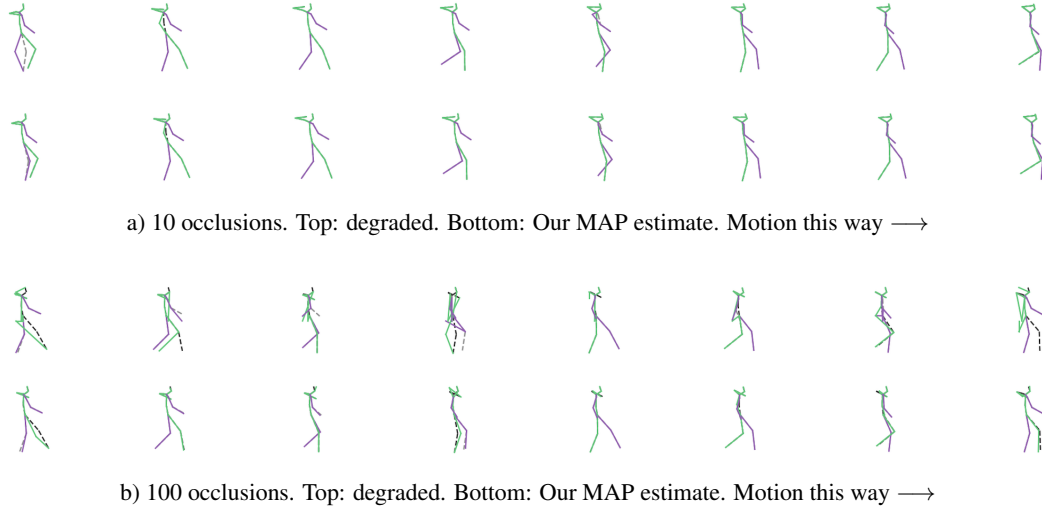 a) 10 occlusions. Top: degraded. Bottom: Our MAP estimate. Motion this way ⟶
b) 100 occlusions. Top: degraded. Bottom: Our MAP estimate. Motion this way ⟶